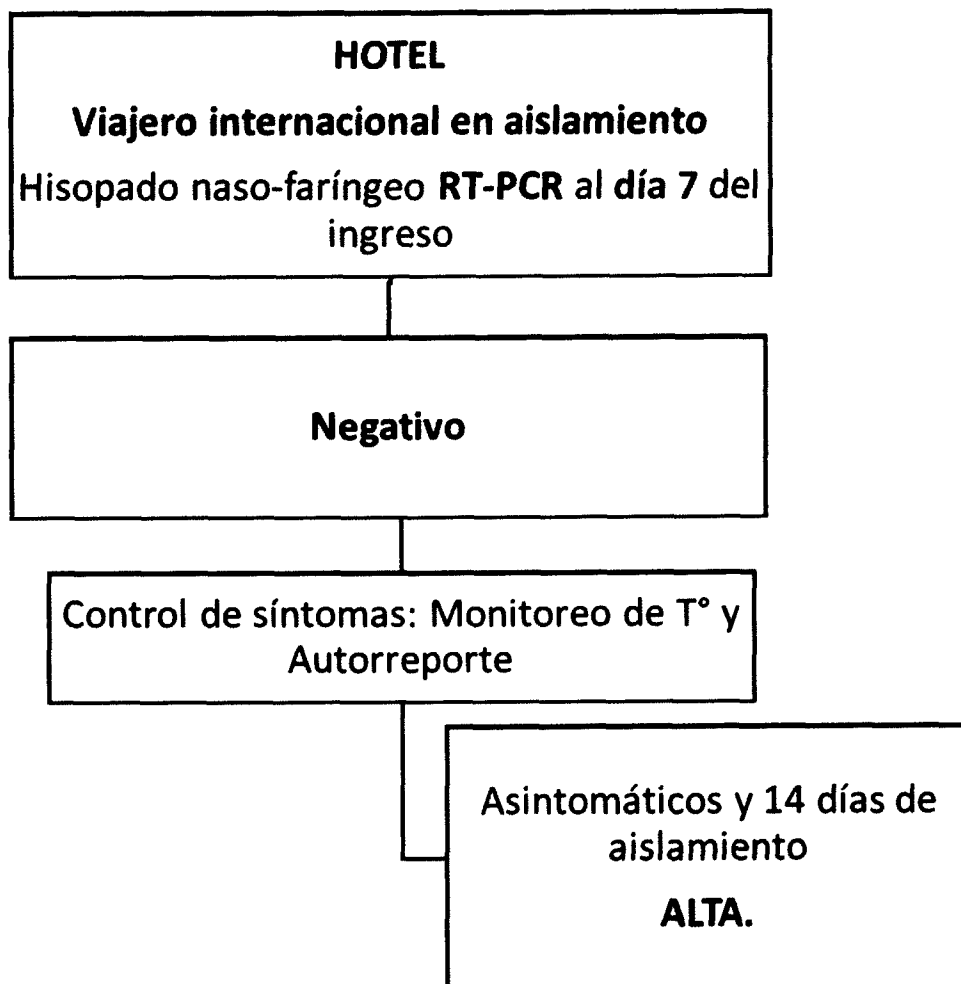 HOTEL
Viajero internacional en aislamiento
Hisopado naso-faríngeo RT-PCR al día 7 del
ingreso
Negativo
Control de síntomas: Monitoreo de T° y
Autorreporte
Asintomáticos y 14 días de
aislamiento
ALTA.